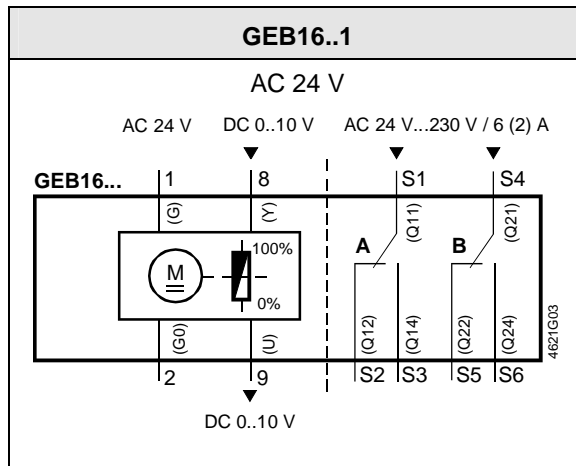 GEB16..1
AC 24 V
AC 24 V DC 0..10 V AC 24 V...230 V / 6 (2) A
GEB16... 1 8 S1 S4
(G) (Y) (Q11) (Q21)
A B
100%
M
0%
(G0) (U) (Q12) (Q14) (Q22) (Q24)
4621G03
2 9 S2 S3 S5 S6
DC 0..10 V